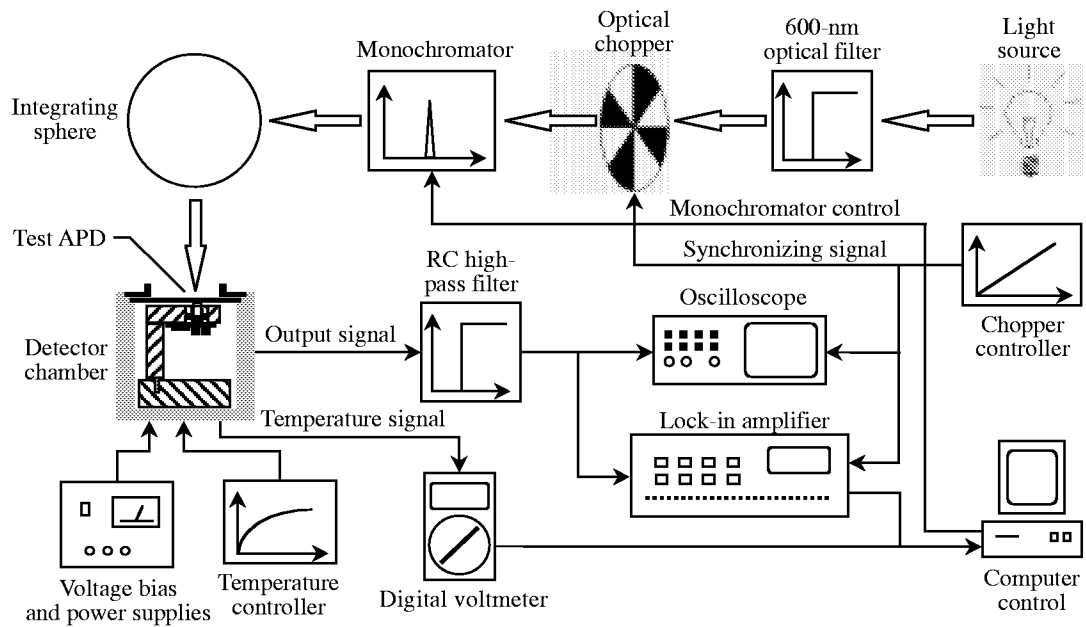 Optical
chopper
600-nm
optical filter
Light
source
Monochromator
Integrating
sphere
Test APD
Monochromator control
Synchronizing signal
RC high-
pass filter
Oscilloscope
Chopper
controller
Output signal
Detector
chamber
Temperature signal
Lock-in amplifier
Voltage bias
and power supplies
Temperature
controller
Digital voltmeter
Computer
control